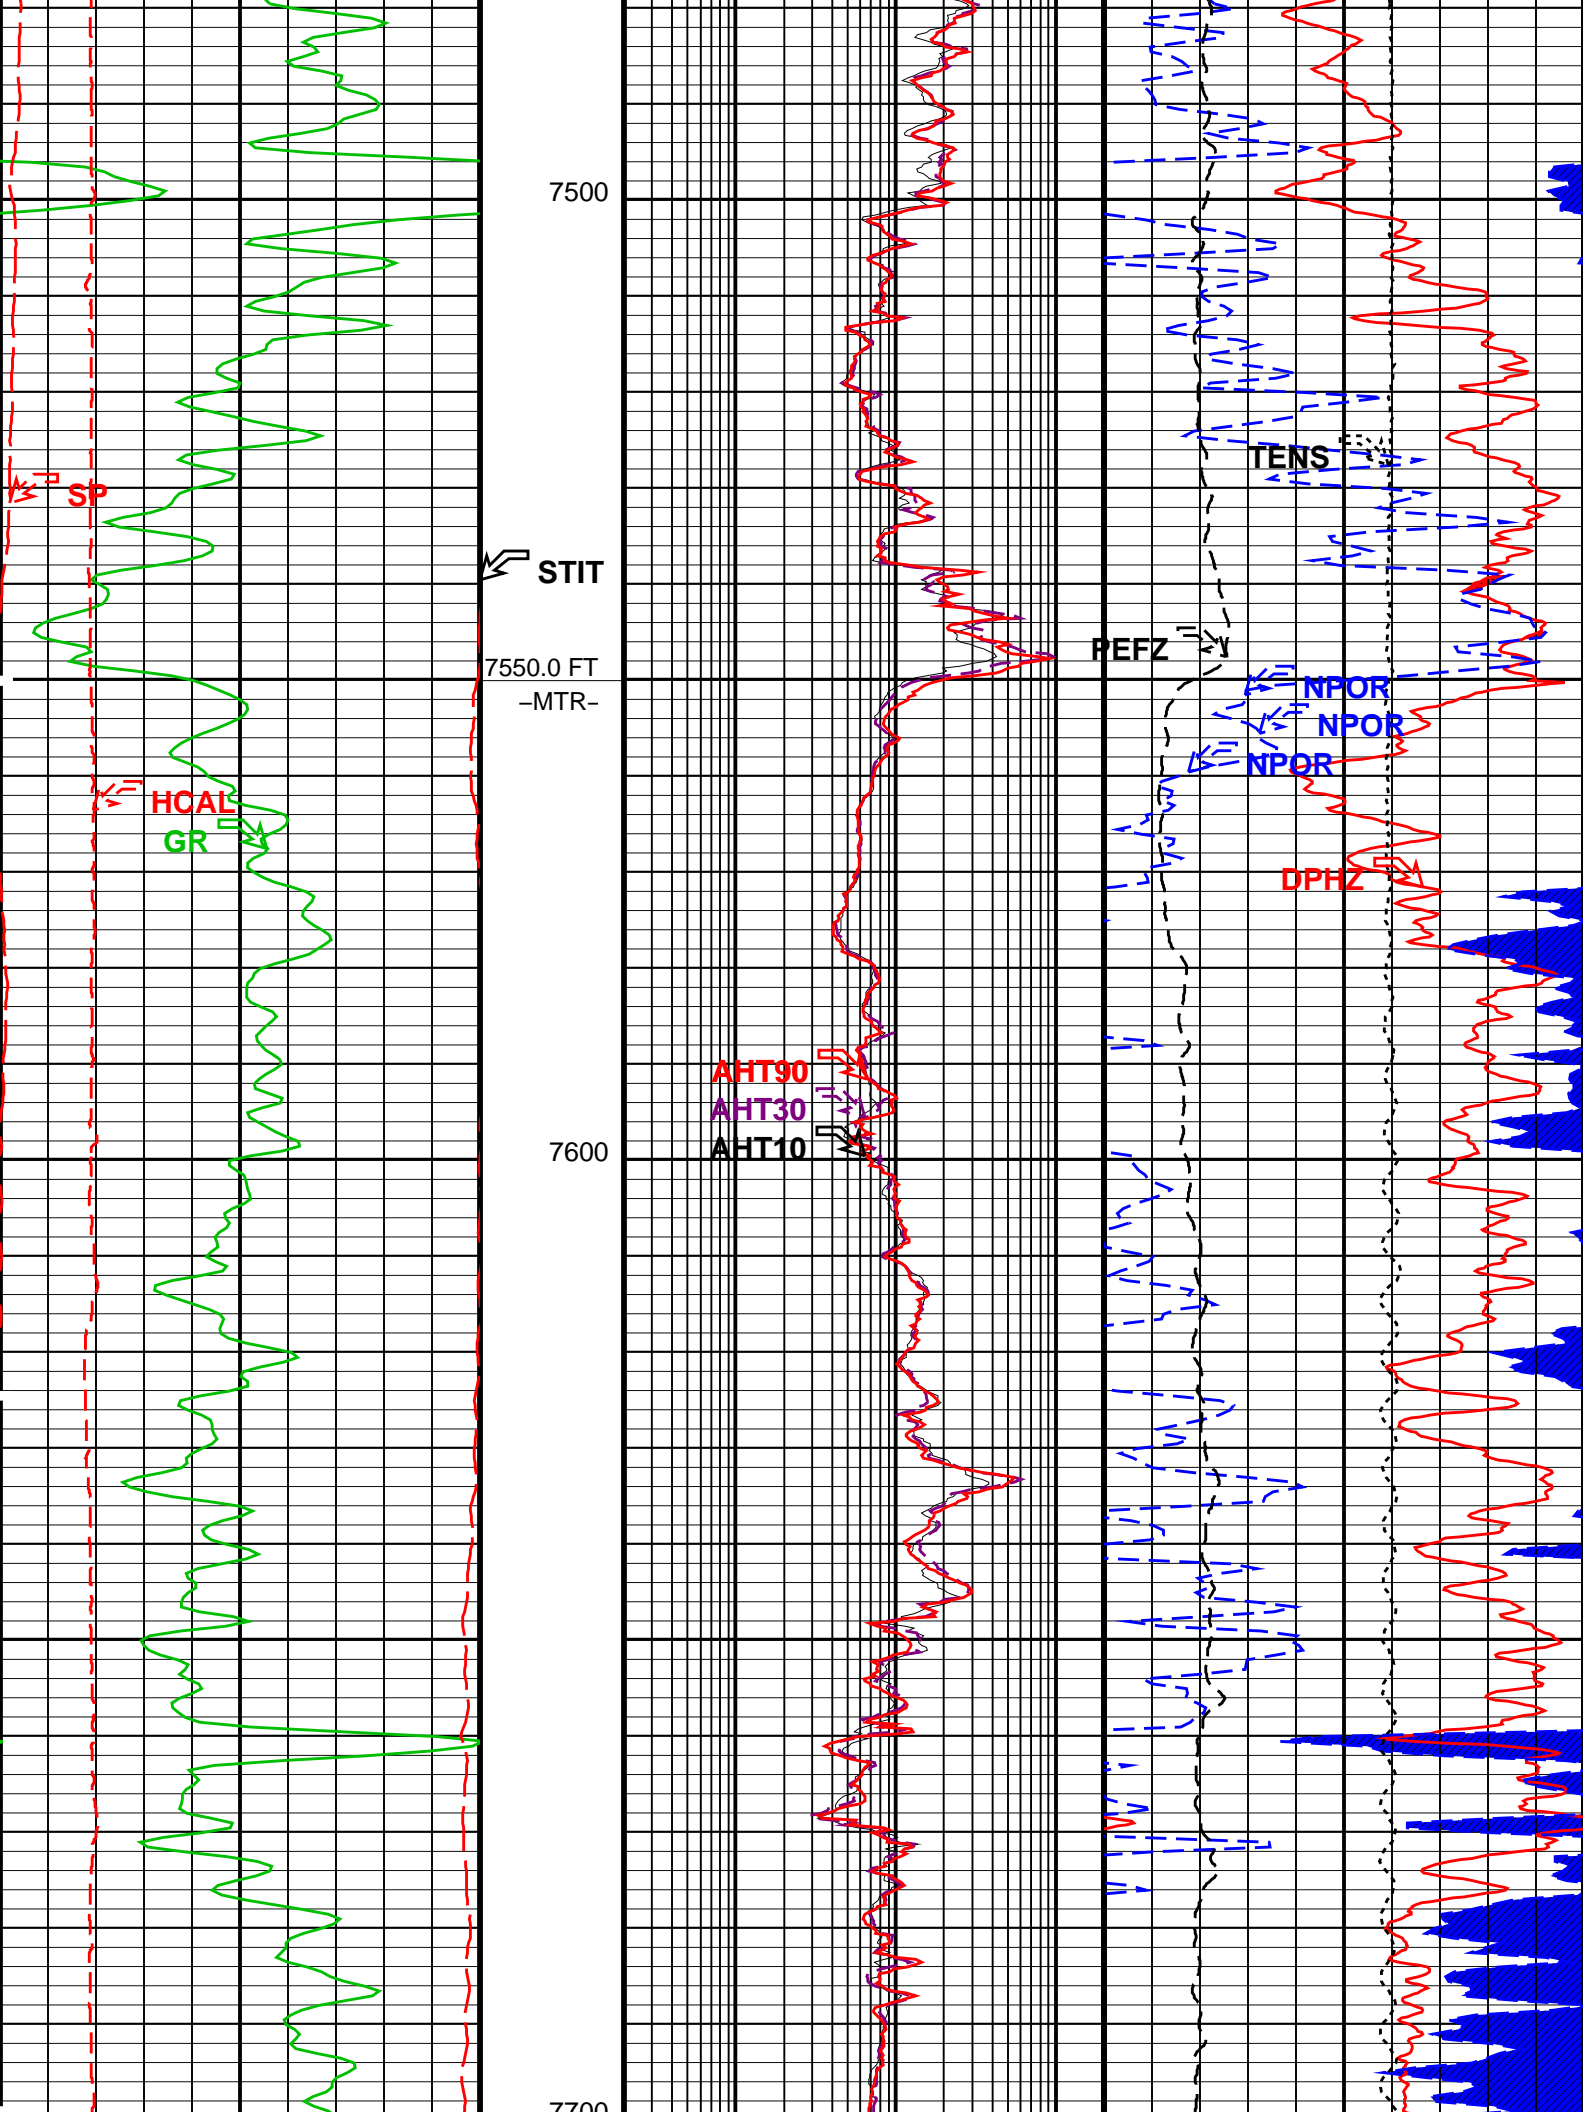 7500
TENS
SP
STIT
PEFZ
7550.0 FT
NPOR
–MTR–
NPOR
NPOR
HCAL
GR
DPHZ
AHT90
AHT30
AHT10
7600
7700